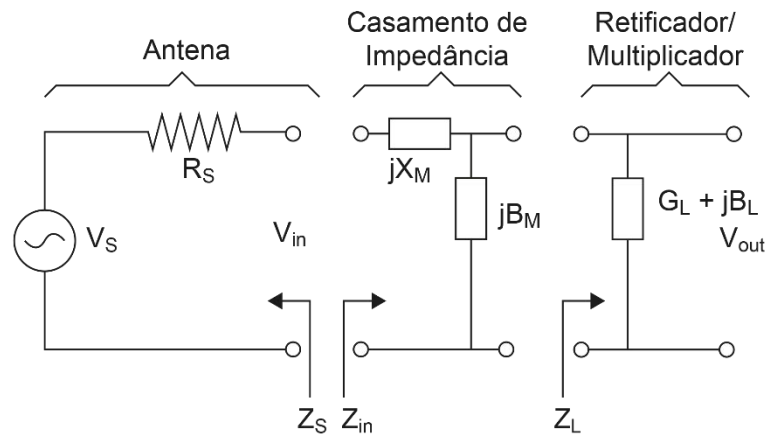 Antena
Casamento de
Impedância
Retificador/
Multiplicador
R_S
jX_M
V_S
V_in
jB_M
G_L + jB_L
V_out
Z_S
Z_in
Z_L